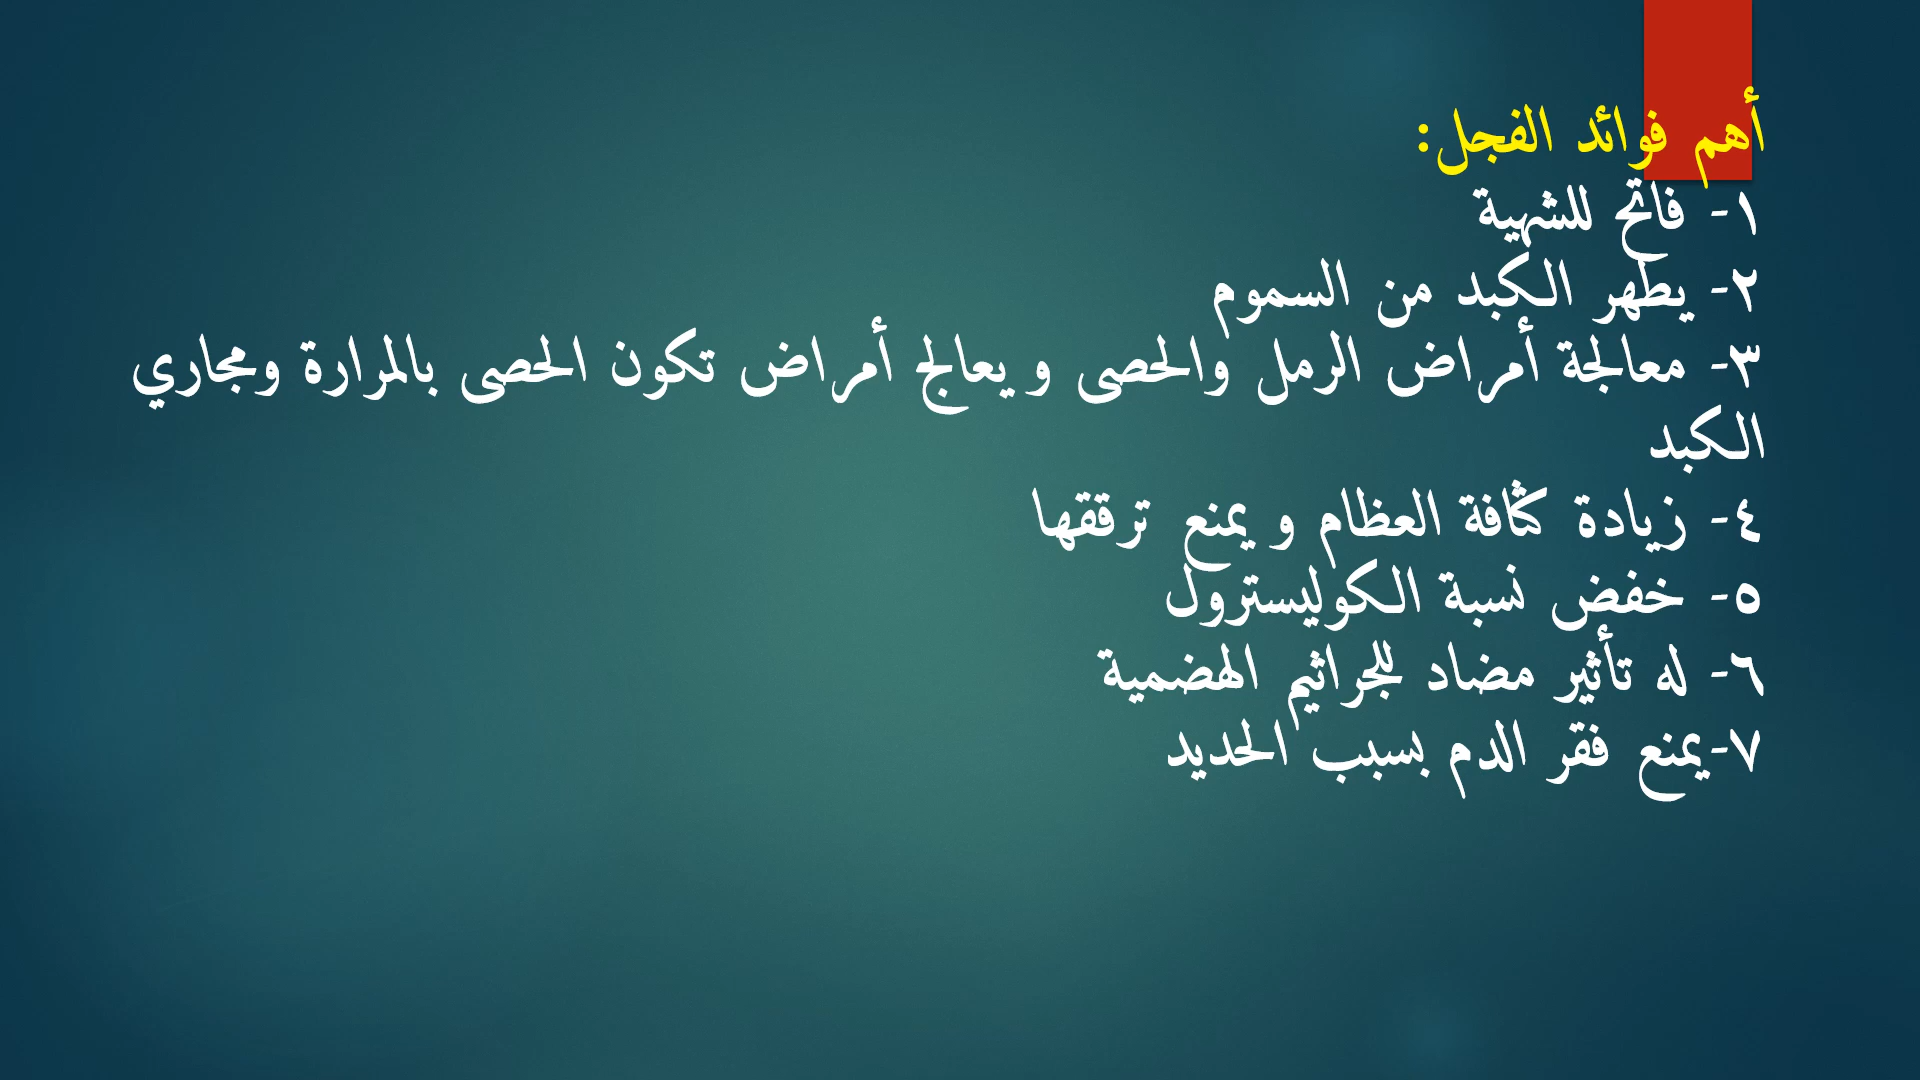 أهم فوائد الفجل:
١- فاتح للشهية
٢- يطهر الكبد من السموم
٣- معالجة أمراض الرمل والحصى و يعالج أمراض تكون الحصى بالمرارة ومجاري
الكبد
٤- زيادة كثافة العظام و يمنع ترققها
٥- خفض نسبة الكوليسترول
٦- له تأثير مضاد للجراثيم الهضمية
٧-يمنع فقر الدم بسبب الحديد